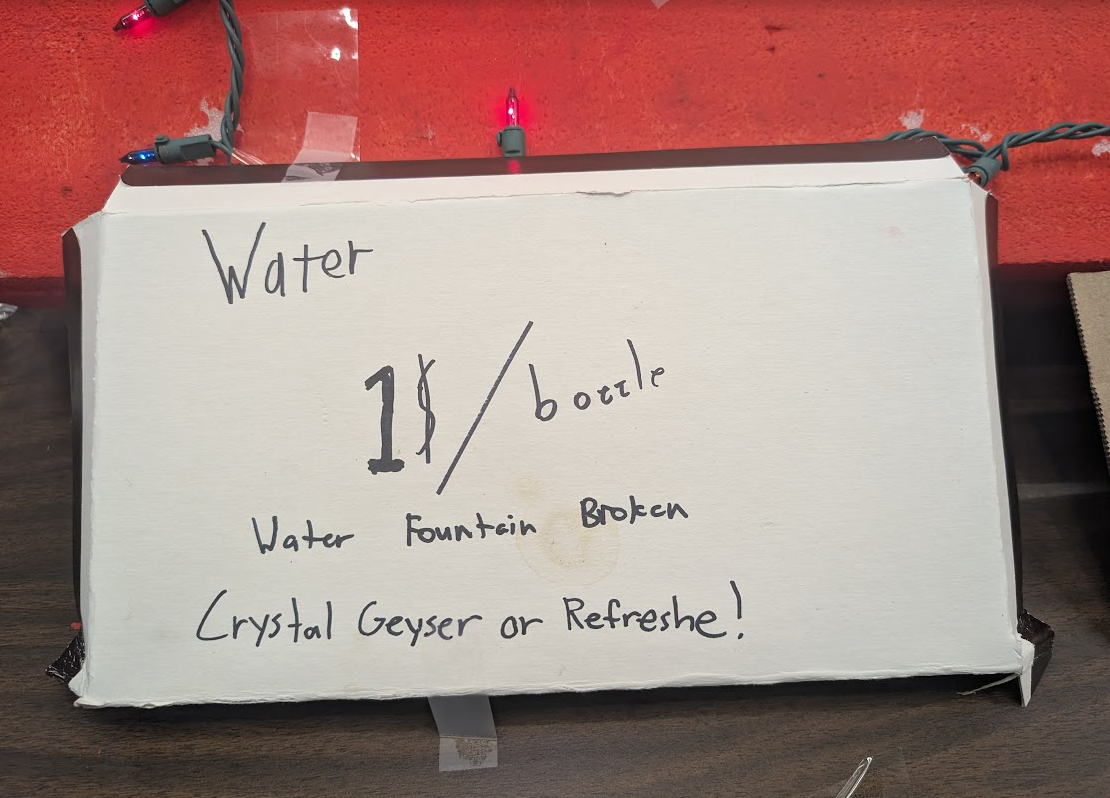 Water
1$/bottle
Water Fountain Broken
Crystal Geyser or Refreshe!